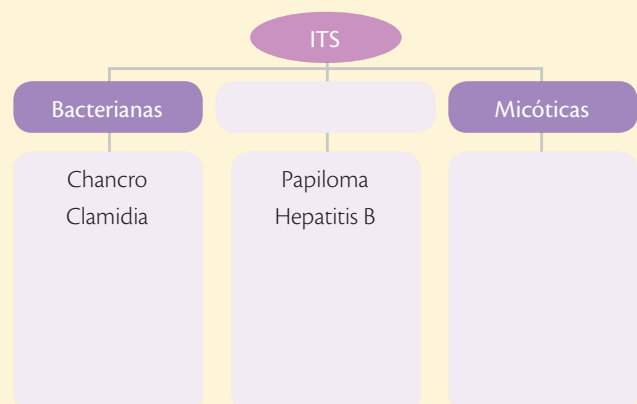 ITS
Bacterianas
Micóticas
Chancro
Clamidia
Papiloma
Hepatitis B